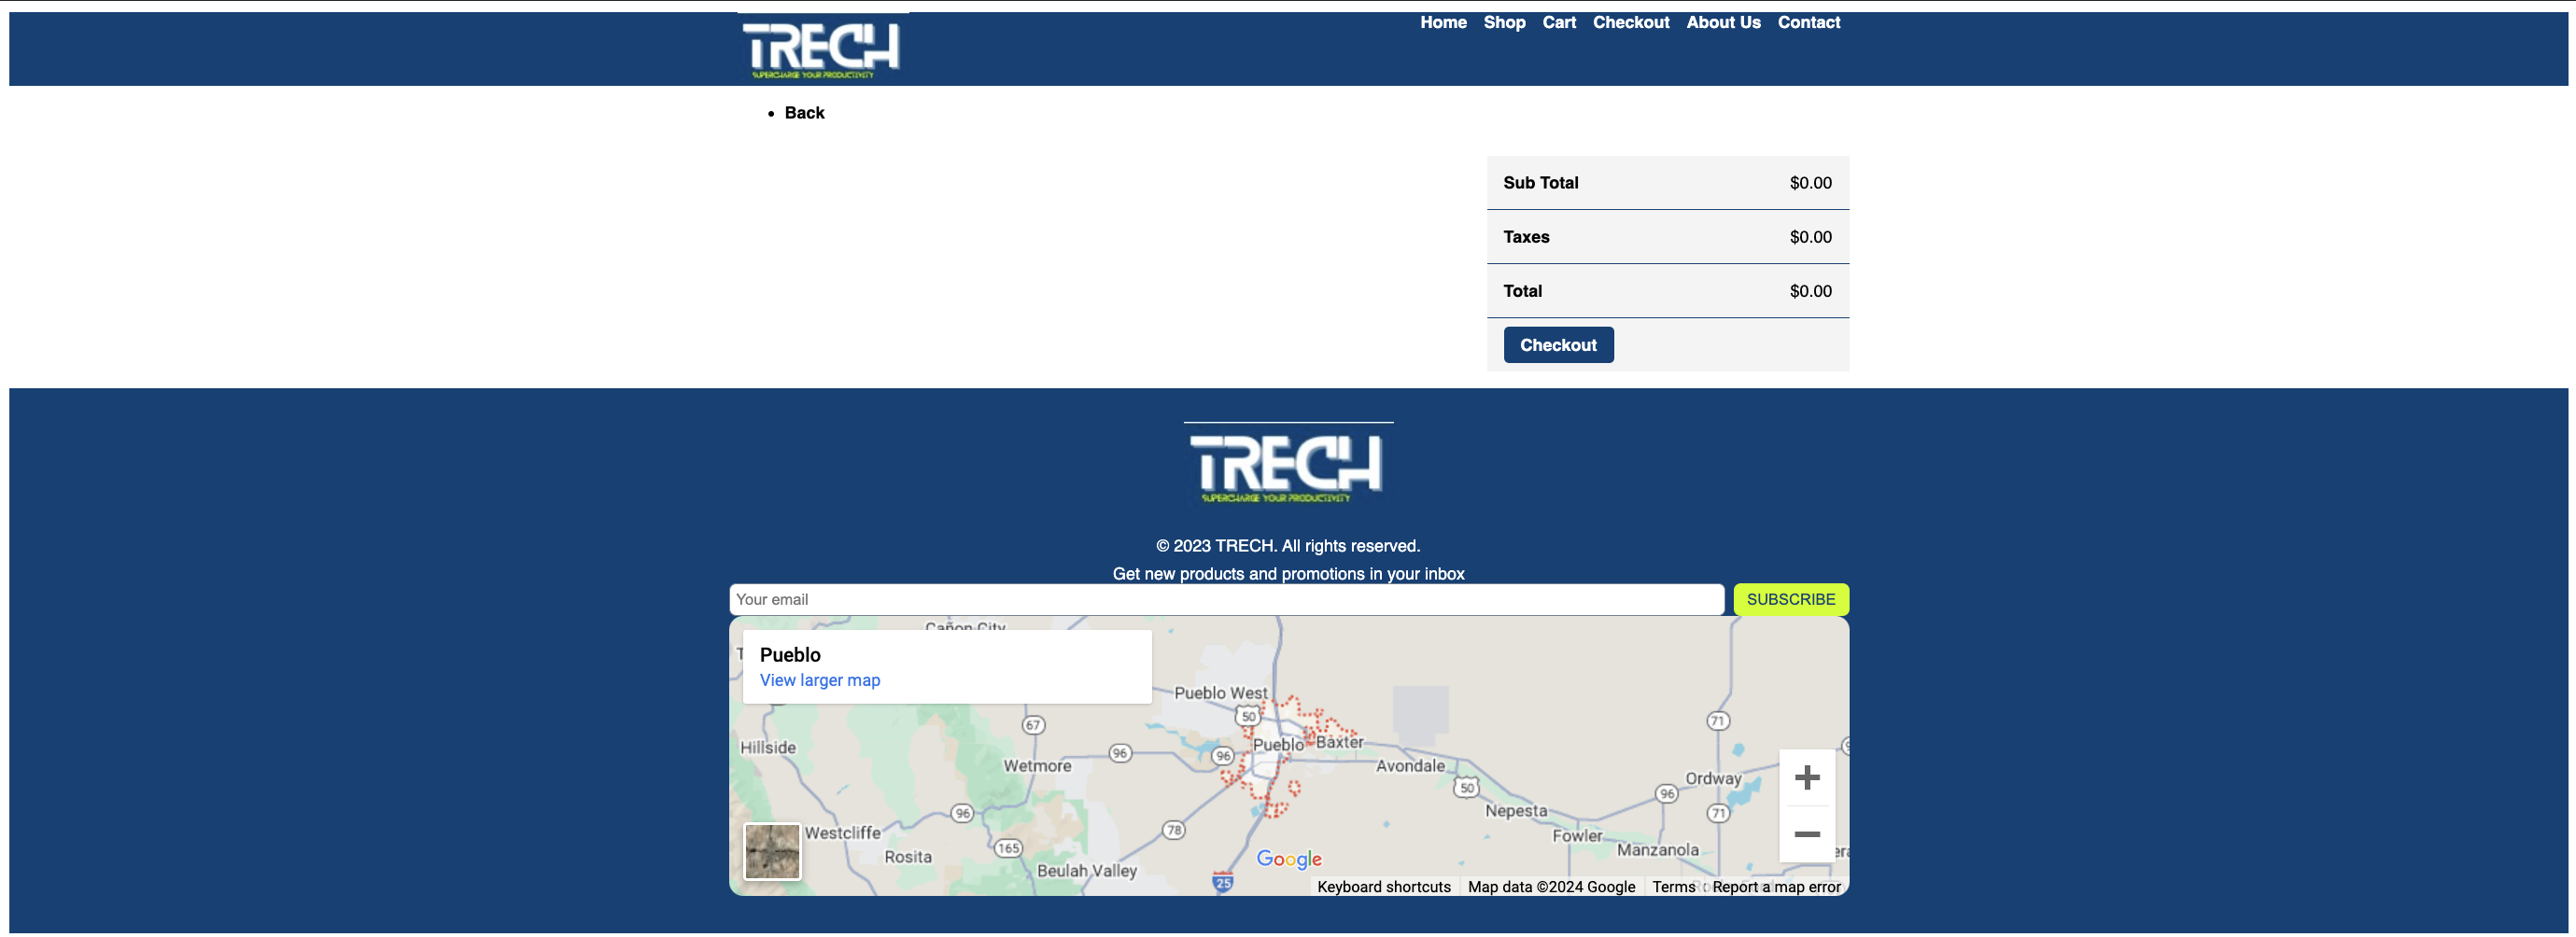 TRECH
SUPERCHARGE YOUR PRODUCTIVITY
Home Shop Cart Checkout About Us Contact
Back
Sub Total $0.00
Taxes $0.00
Total $0.00
Checkout
TRECH
SUPERCHARGE YOUR PRODUCTIVITY
© 2023 TRECH. All rights reserved.
Get new products and promotions in your inbox
Your email SUBSCRIBE
Cañon City
Pueblo
View larger map
Pueblo West
50
67
71
Hillside
96
96
Pueblo
Baxter
Wetmore
Avondale
Ordway
50
96
96
71
Nepesta
Westcliffe
78
Fowler
165
Manzanola
Rosita
Google
Beulah Valley
25
Keyboard shortcuts Map data ©2024 Google Terms Report a map error